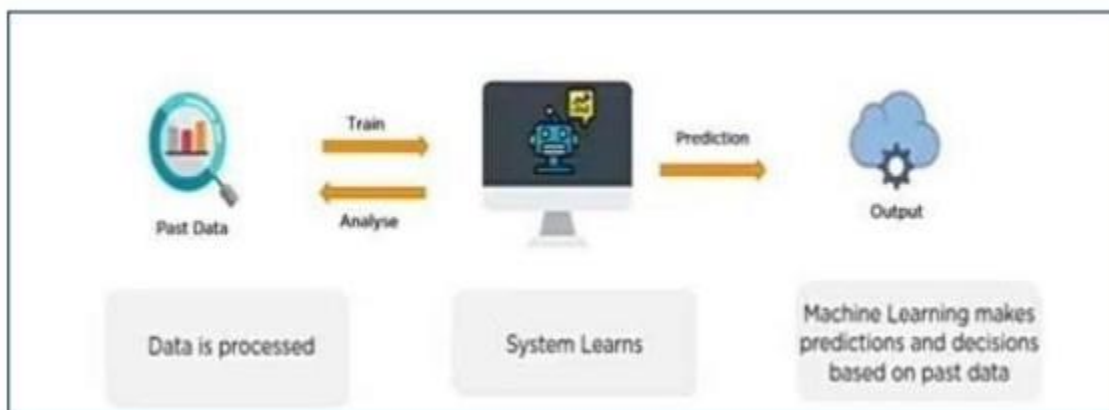 Train
Prediction
Past Data
Analyse
Output
Data is processed
System Learns
Machine Learning makes
predictions and decisions
based on past data